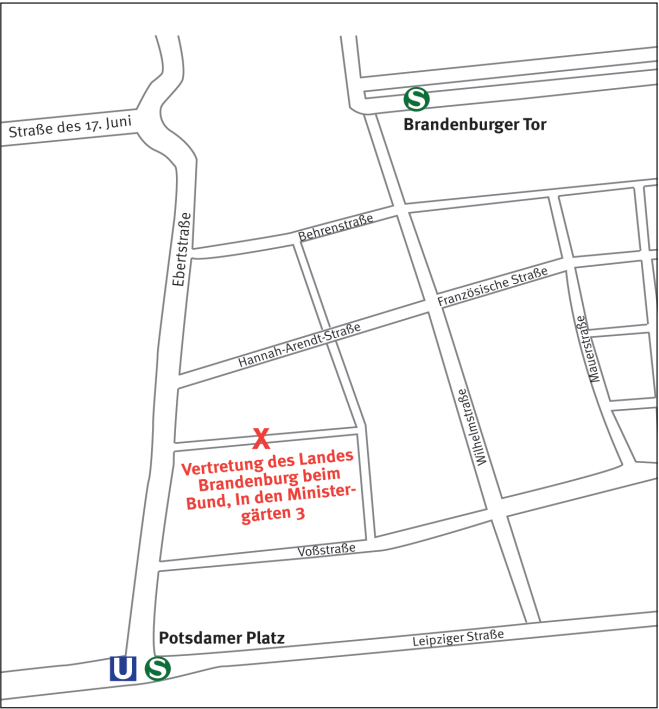 Straße des 17. Juni
S
Brandenburger Tor
Ebertstraße
Behrenstraße
Französische Straße
Hannah-Arendt-Straße
Mauerstraße
Wilhelmstraße
X
Vertretung des Landes
Brandenburg beim
Bund, In den Minister-
gärten 3
Voßstraße
Potsdamer Platz
Leipziger Straße
U S